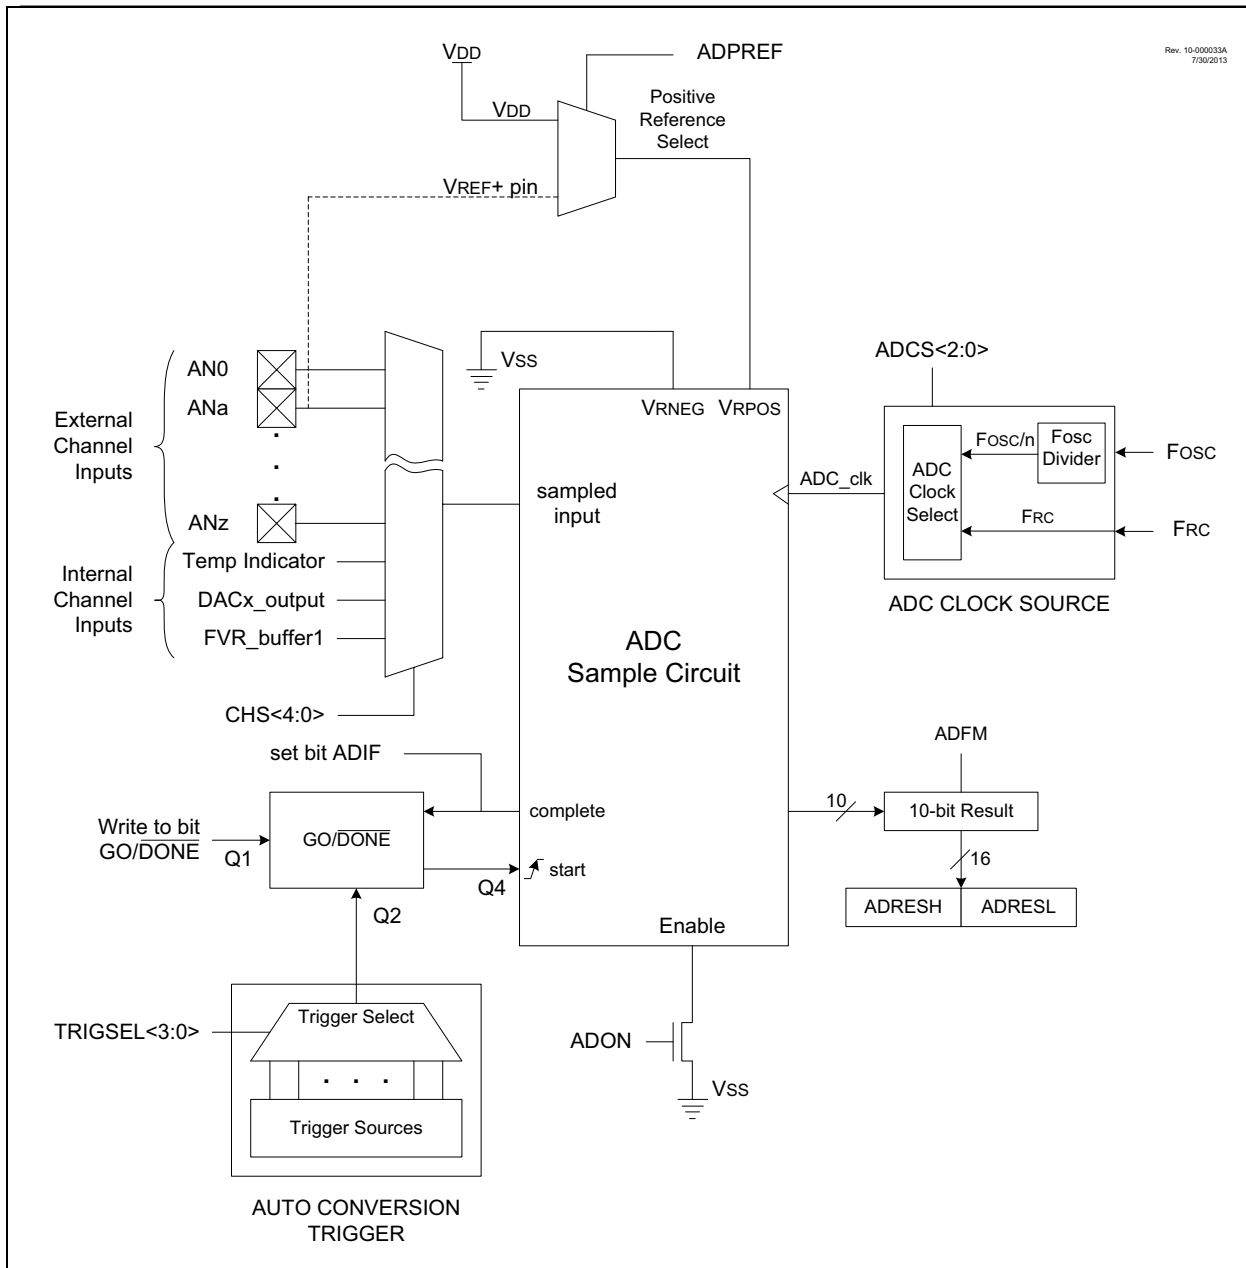 Rev. 10-000033A
7/30/2013
VDD
ADPREF
VDD
Positive
Reference
Select
VREF+ pin
VSS
ADCS<2:0>
AN0
ANa
External
Channel
Inputs
.
.
.
ANz
VRNEG VRPOS
FOSC/n
Fosc
Divider
FOSC
ADC
Clock
Select
ADC_clk
FRC
FRC
sampled
input
Temp Indicator
Internal
Channel
Inputs
DACx_output
FVR_buffer1
ADC CLOCK SOURCE
ADC
Sample Circuit
CHS<4:0>
set bit ADIF
ADFM
Write to bit
GO/DONE
Q1
GO/DONE
complete
10
10-bit Result
start
Q4
16
Q2
ADRESH ADRESL
Enable
TRIGSEL<3:0>
Trigger Select
. . .
Trigger Sources
ADON
VSS
AUTO CONVERSION
TRIGGER